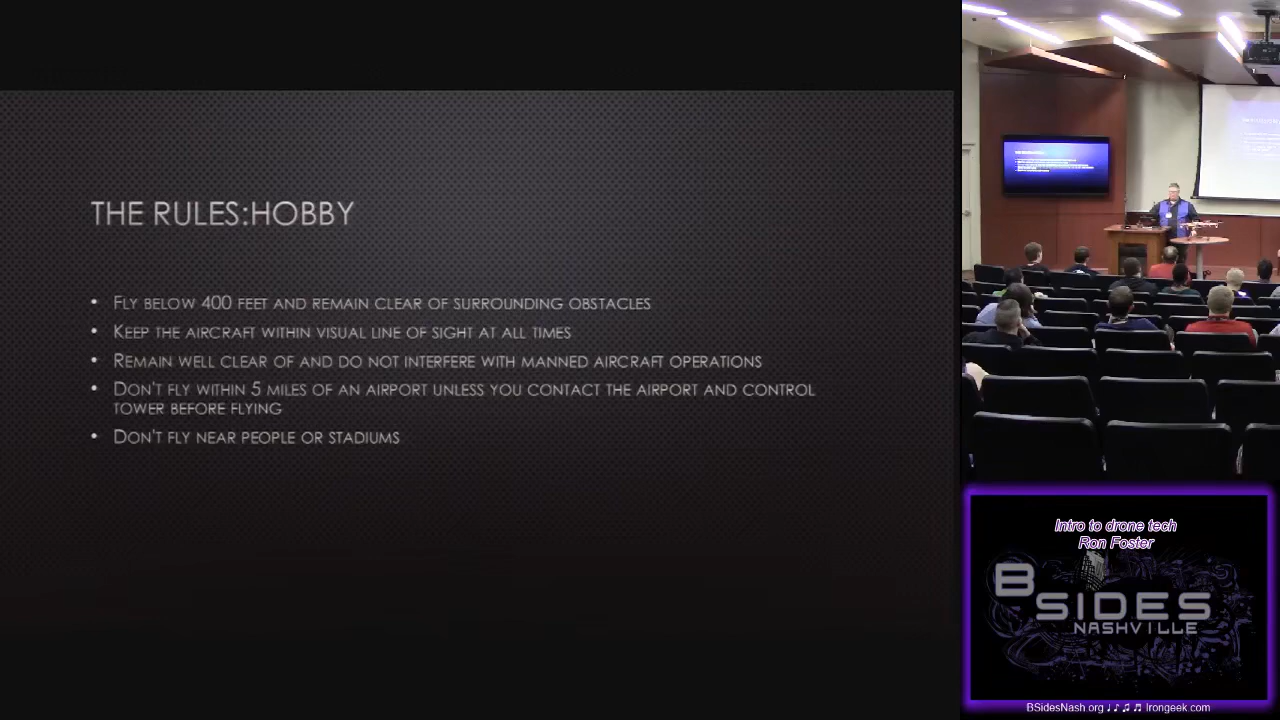 THE RULES:HOBBY
• FLY BELOW 400 FEET AND REMAIN CLEAR OF SURROUNDING OBSTACLES
• KEEP THE AIRCRAFT WITHIN VISUAL LINE OF SIGHT AT ALL TIMES
• REMAIN WELL CLEAR OF AND DO NOT INTERFERE WITH MANNED AIRCRAFT OPERATIONS
• DON'T FLY WITHIN 5 MILES OF AN AIRPORT UNLESS YOU CONTACT THE AIRPORT AND CONTROL
TOWER BEFORE FLYING
• DON'T FLY NEAR PEOPLE OR STADIUMS
Intro to drone tech
Ron Foster
BSIDES
NASHVILLE
BSidesNash.org ♩ ♪ ♫ ♬ Irongeek.com